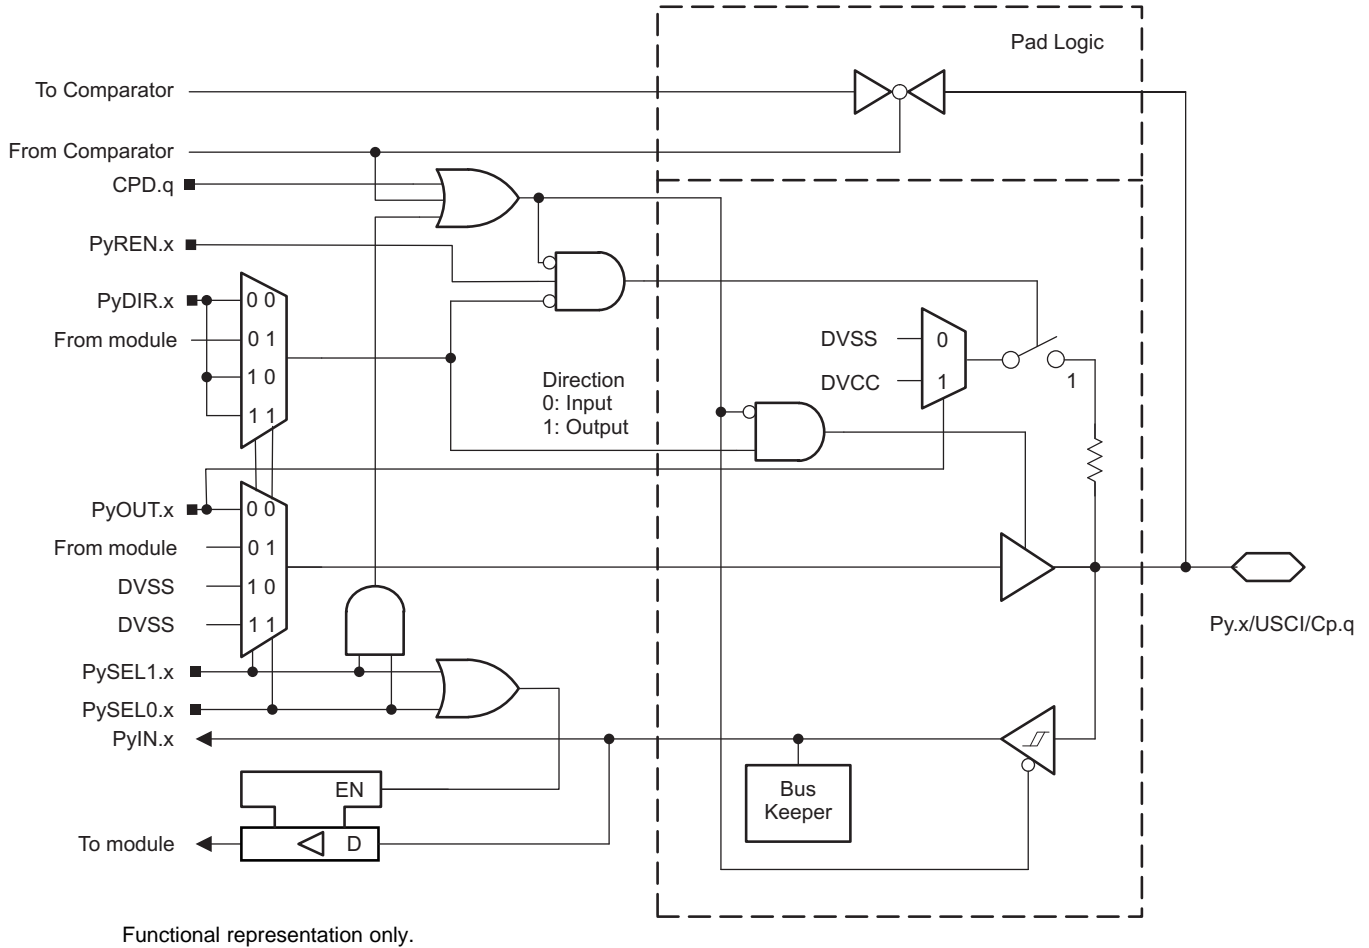 Pad Logic
To Comparator
From Comparator
CPD.q
PyREN.x
PyDIR.x
0 0
From module
0 1
1 0
1 1
Direction
0: Input
1: Output
DVSS
0
DVCC
1
1
PyOUT.x
0 0
From module
0 1
DVSS
1 0
DVSS
1 1
Py.x/USCI/Cp.q
PySEL1.x
PySEL0.x
PyIN.x
EN
Bus
Keeper
To module
D
Functional representation only.